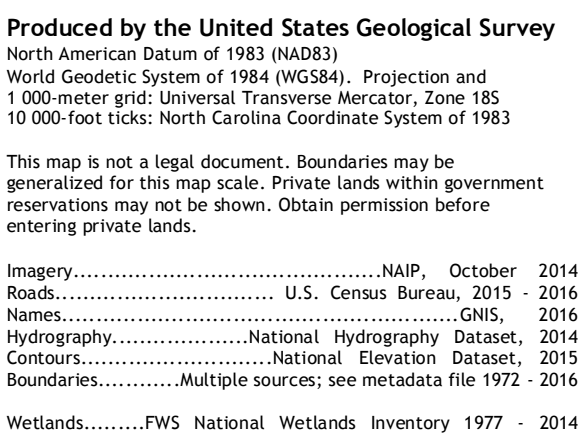 Produced by the United States Geological Survey
North American Datum of 1983 (NAD83)
World Geodetic System of 1984 (WGS84). Projection and
1 000-meter grid: Universal Transverse Mercator, Zone 18S
10 000-foot ticks: North Carolina Coordinate System of 1983
This map is not a legal document. Boundaries may be
generalized for this map scale. Private lands within government
reservations may not be shown. Obtain permission before
entering private lands.
Imagery............................................NAIP, October 2014
Roads.............................. U.S. Census Bureau, 2015 - 2016
Names......................................................GNIS, 2016
Hydrography...................National Hydrography Dataset, 2014
Contours..........................National Elevation Dataset, 2015
Boundaries...........Multiple sources; see metadata file 1972 - 2016
Wetlands.........FWS National Wetlands Inventory 1977 - 2014